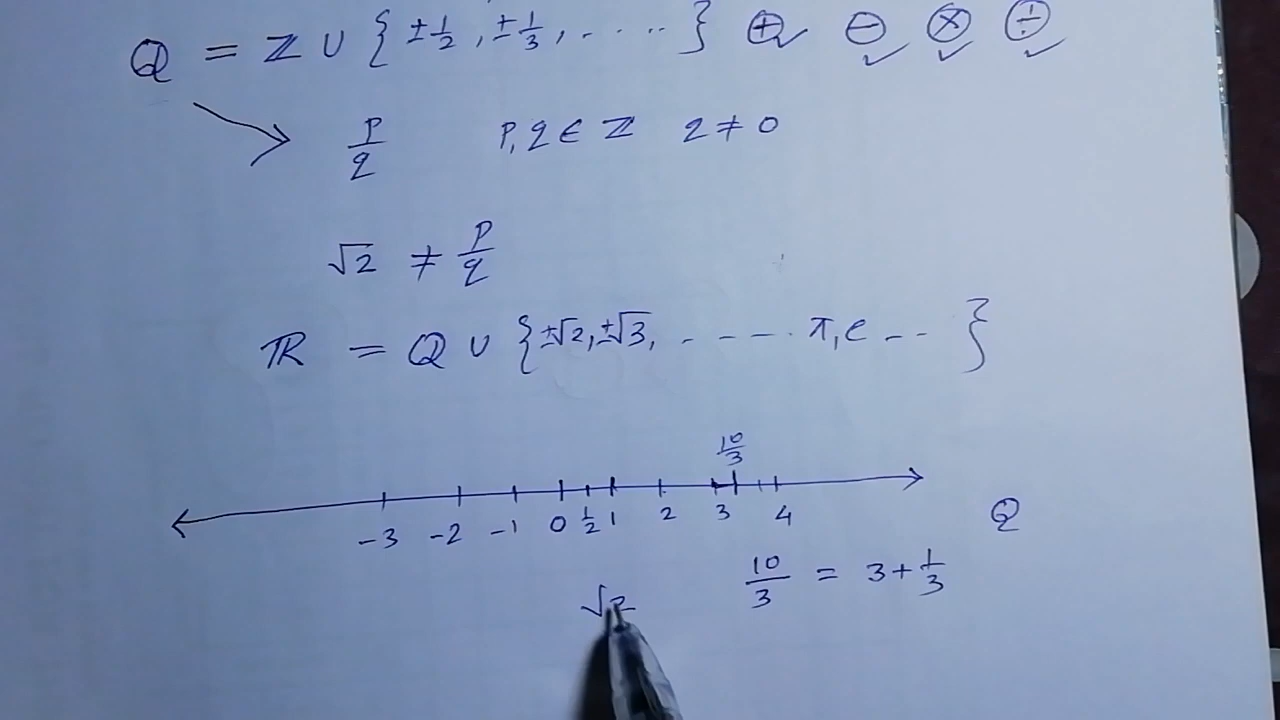 Q = ℤ ∪ { ±1/2 , ±1/3 , . . . . . } ⊕ ⊖ ⊗ ⊕
p/q p, q ∈ ℤ q ≠ 0
√2 ≠ p/q
ℝ = Q ∪ { ±√2, ±√3, - - - - - . π, e - - - }
10/3
-3 -2 -1 0 1/2 1 2 3 4 Q
√2 10/3 = 3 + 1/3